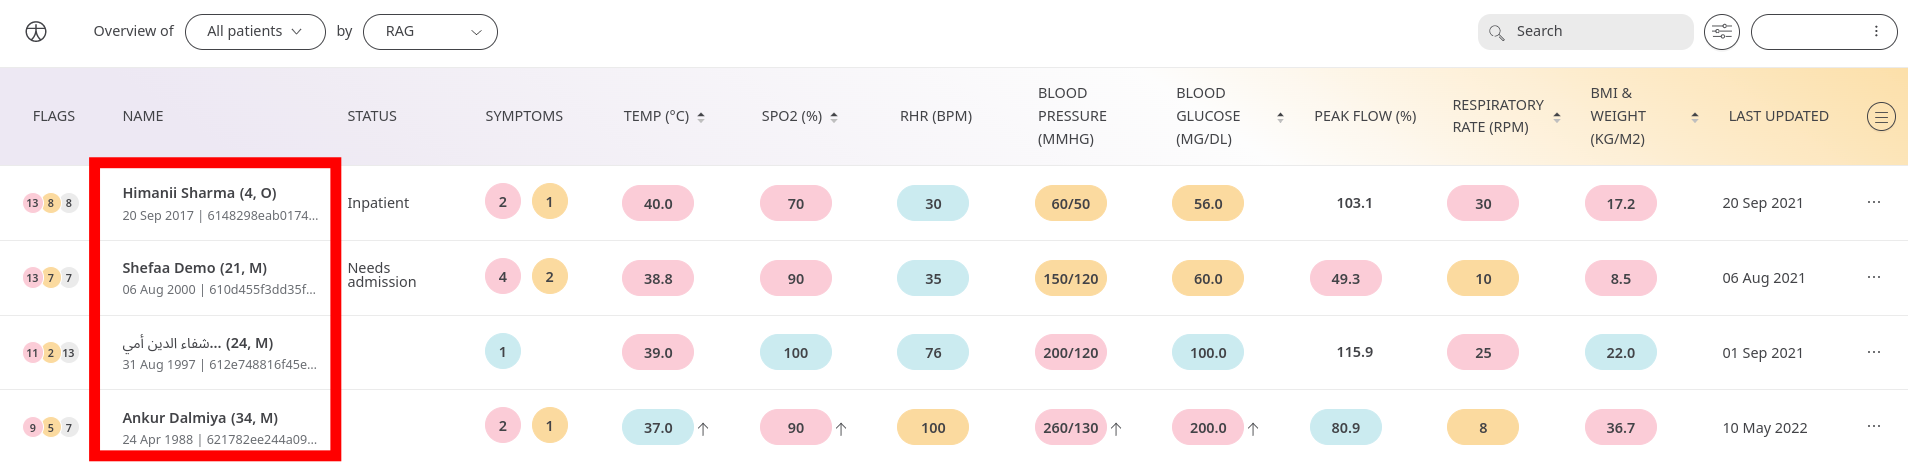 Overview of All patients by RAG Search
FLAGS NAME STATUS SYMPTOMS TEMP (°C) SPO2 (%) RHR (BPM) BLOOD PRESSURE (MMHG) BLOOD GLUCOSE (MG/DL) PEAK FLOW (%) RESPIRATORY RATE (RPM) BMI & WEIGHT (KG/M2) LAST UPDATED
13 8 8 Himanii Sharma (4, O) Inpatient 2 1 40.0 70 30 60/50 56.0 103.1 30 17.2 20 Sep 2021 ...
20 Sep 2017 | 6148298eab0174...
13 7 7 Shefaa Demo (21, M) Needs admission 4 2 38.8 90 35 150/120 60.0 49.3 10 8.5 06 Aug 2021 ...
06 Aug 2000 | 610d455f3dd35f...
11 2 13 شفاء الدين أمي... (24, M) 1 39.0 100 76 200/120 100.0 115.9 25 22.0 01 Sep 2021 ...
31 Aug 1997 | 612e748816f45e...
9 5 7 Ankur Dalmiya (34, M) 2 1 37.0 ↑ 90 ↑ 100 260/130 ↑ 200.0 ↑ 80.9 8 36.7 10 May 2022 ...
24 Apr 1988 | 621782ee244a09...